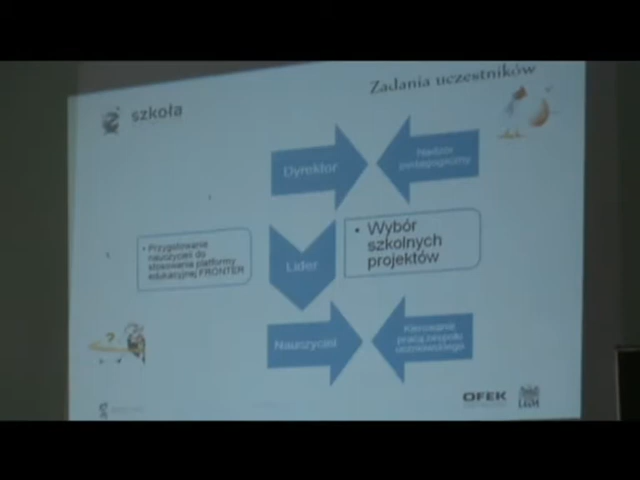 szkoła
Zadania uczestników
Dyrektor
Nadzór
pedagogiczny
• Przygotowanie
nauczycieli do
stosowania platformy
edukacyjnej FRONTER
Lider
• Wybór
szkolnych
projektów
Nauczyciel
Kierowanie
pracą zespołu
uczniowskiego
OFEK